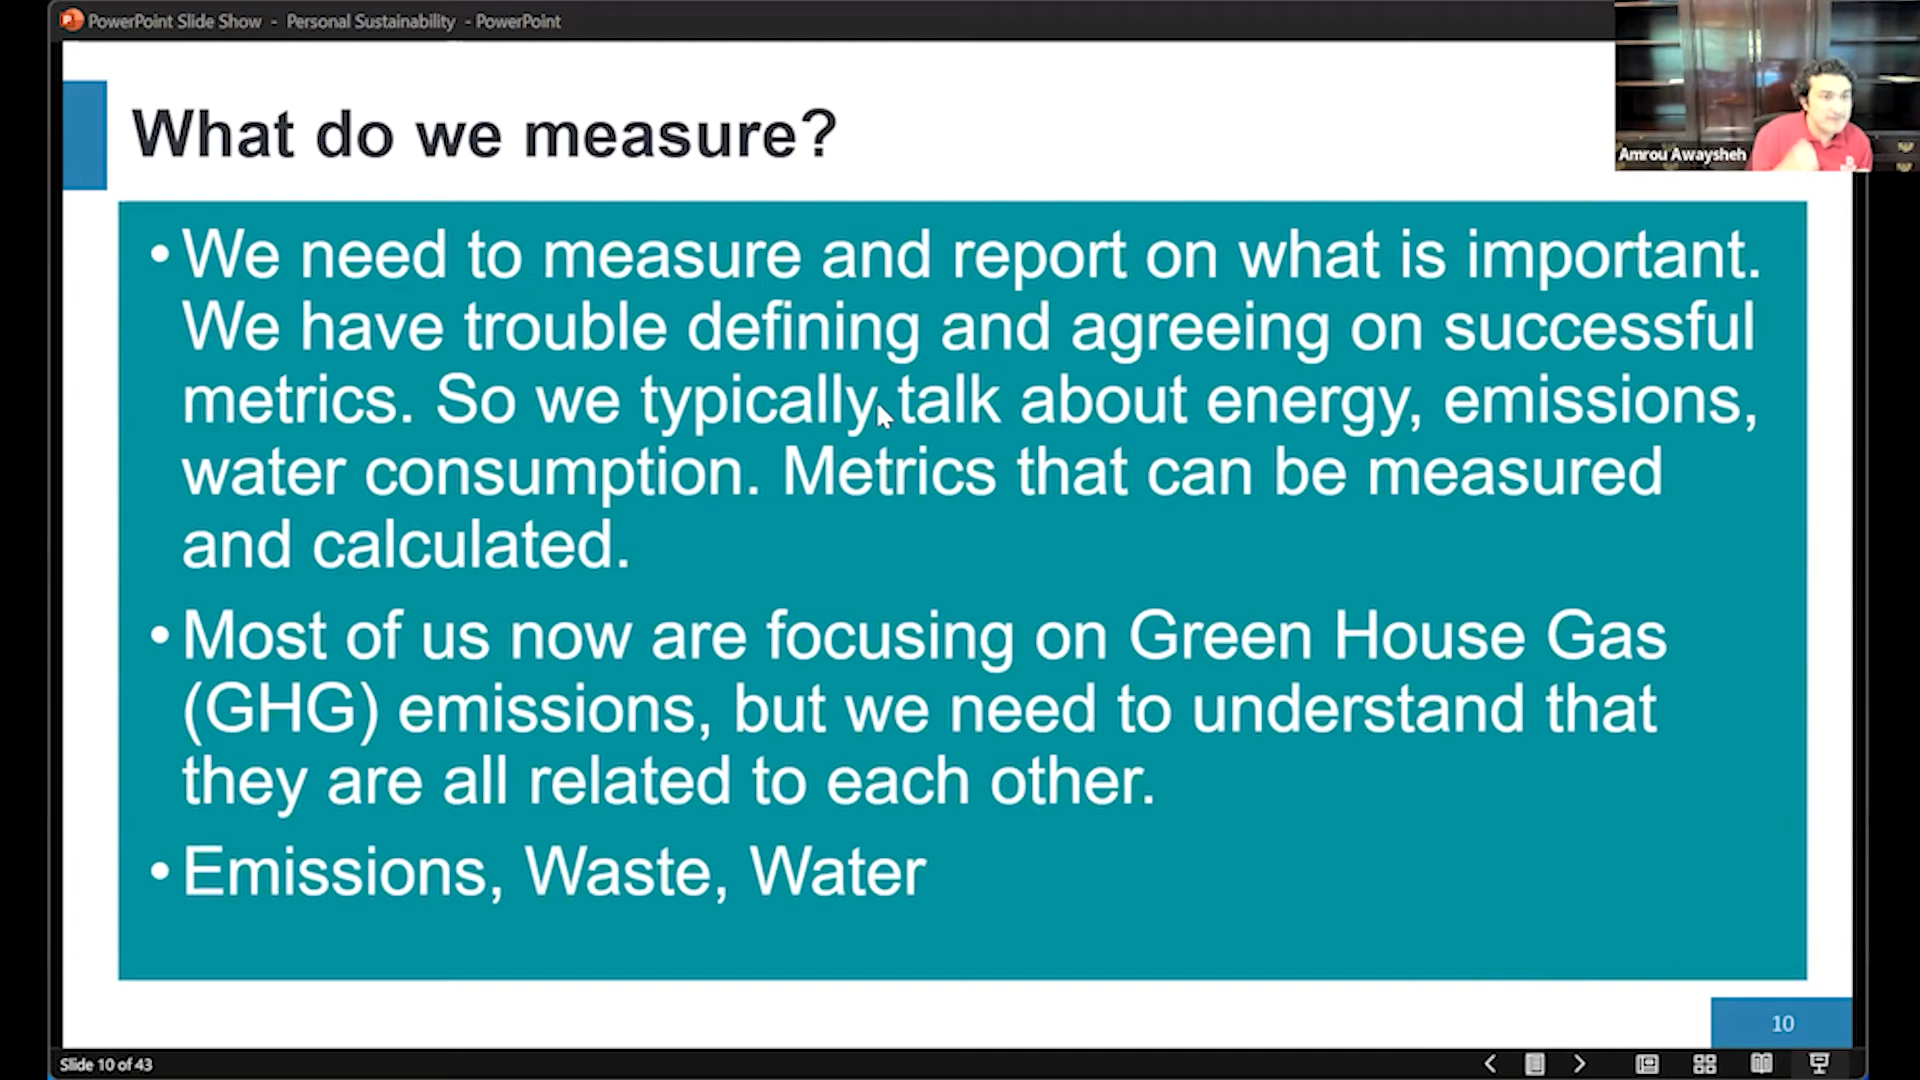 PowerPoint Slide Show - Personal Sustainability - PowerPoint
Amrou Awaysheh
What do we measure?
• We need to measure and report on what is important.
We have trouble defining and agreeing on successful
metrics. So we typically talk about energy, emissions,
water consumption. Metrics that can be measured
and calculated.
• Most of us now are focusing on Green House Gas
(GHG) emissions, but we need to understand that
they are all related to each other.
• Emissions, Waste, Water
10
Slide 10 of 43